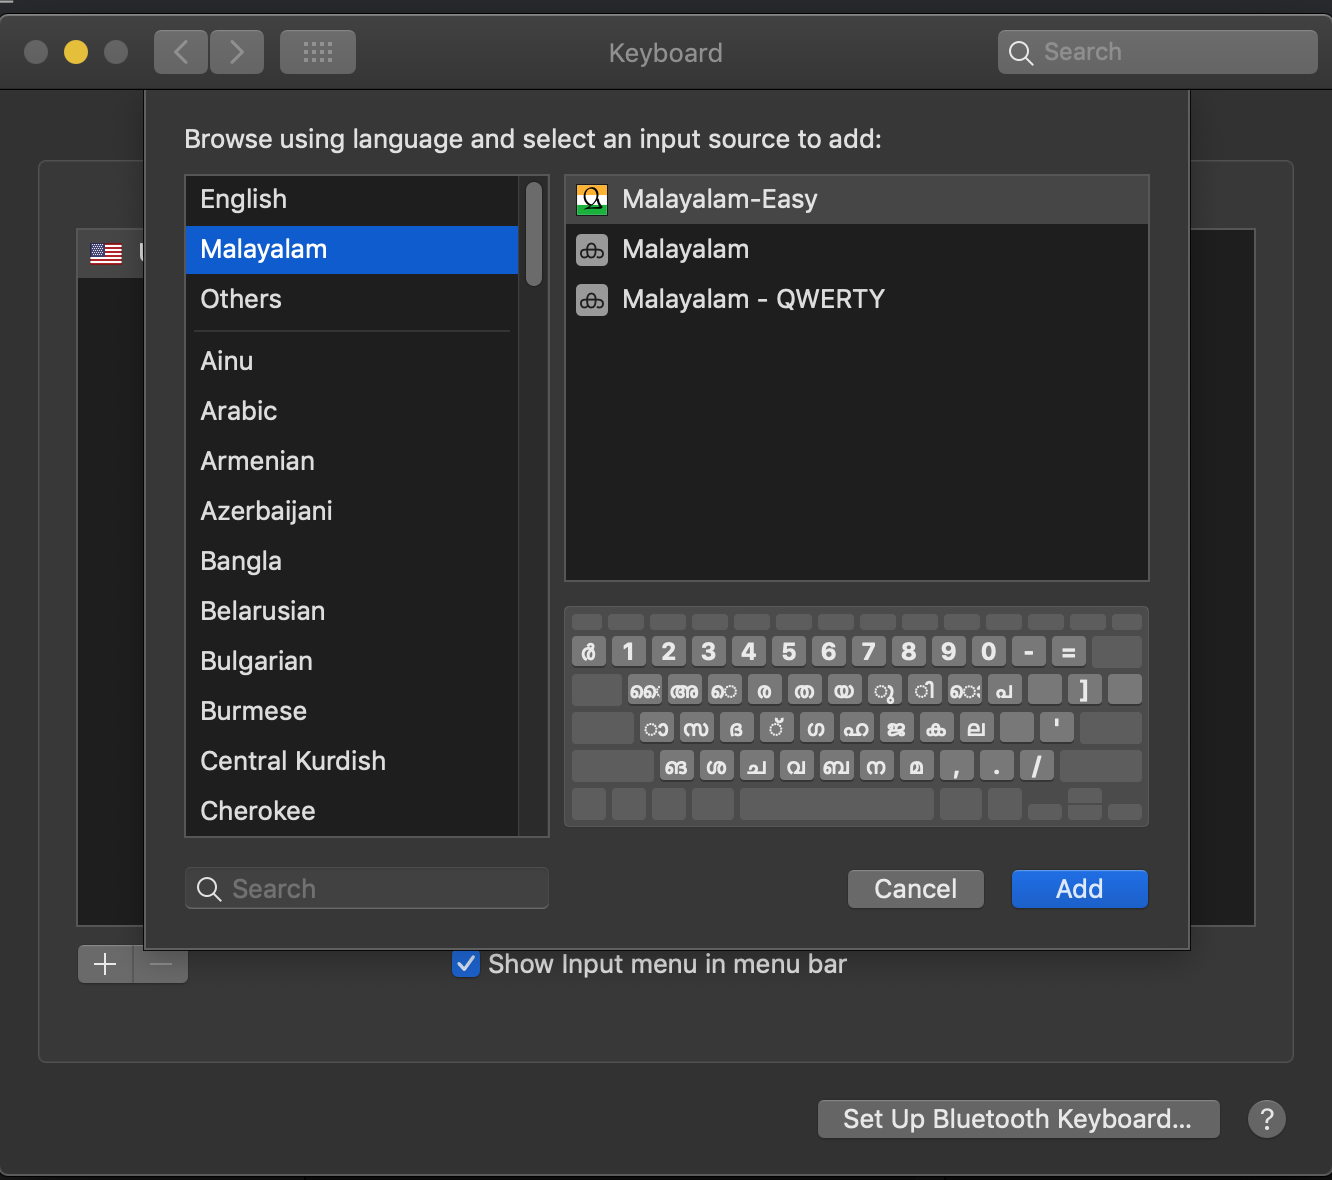 Keyboard
Search
Browse using language and select an input source to add:
English
Malayalam
Others
Ainu
Arabic
Armenian
Azerbaijani
Bangla
Belarusian
Bulgarian
Burmese
Central Kurdish
Cherokee
Search
Malayalam-Easy
Malayalam
Malayalam - QWERTY
ർ 1 2 3 4 5 6 7 8 9 0 - =
ൈ അ െ ര ത യ ു ി ൊ പ ]
ാ സ ദ ് ഗ ഹ ജ ക ല '
ങ ശ ച വ ബ ന മ , . /
Cancel
Add
Show Input menu in menu bar
Set Up Bluetooth Keyboard...
?